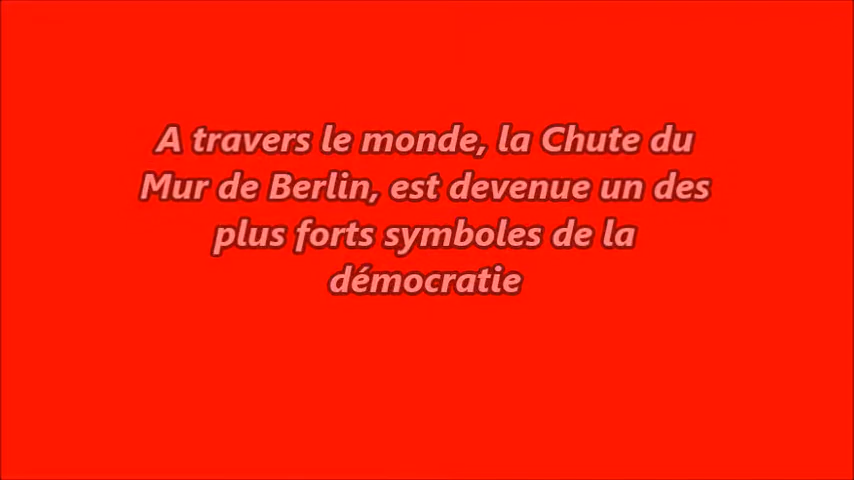 A travers le monde, la Chute du
Mur de Berlin, est devenue un des
plus forts symboles de la
démocratie